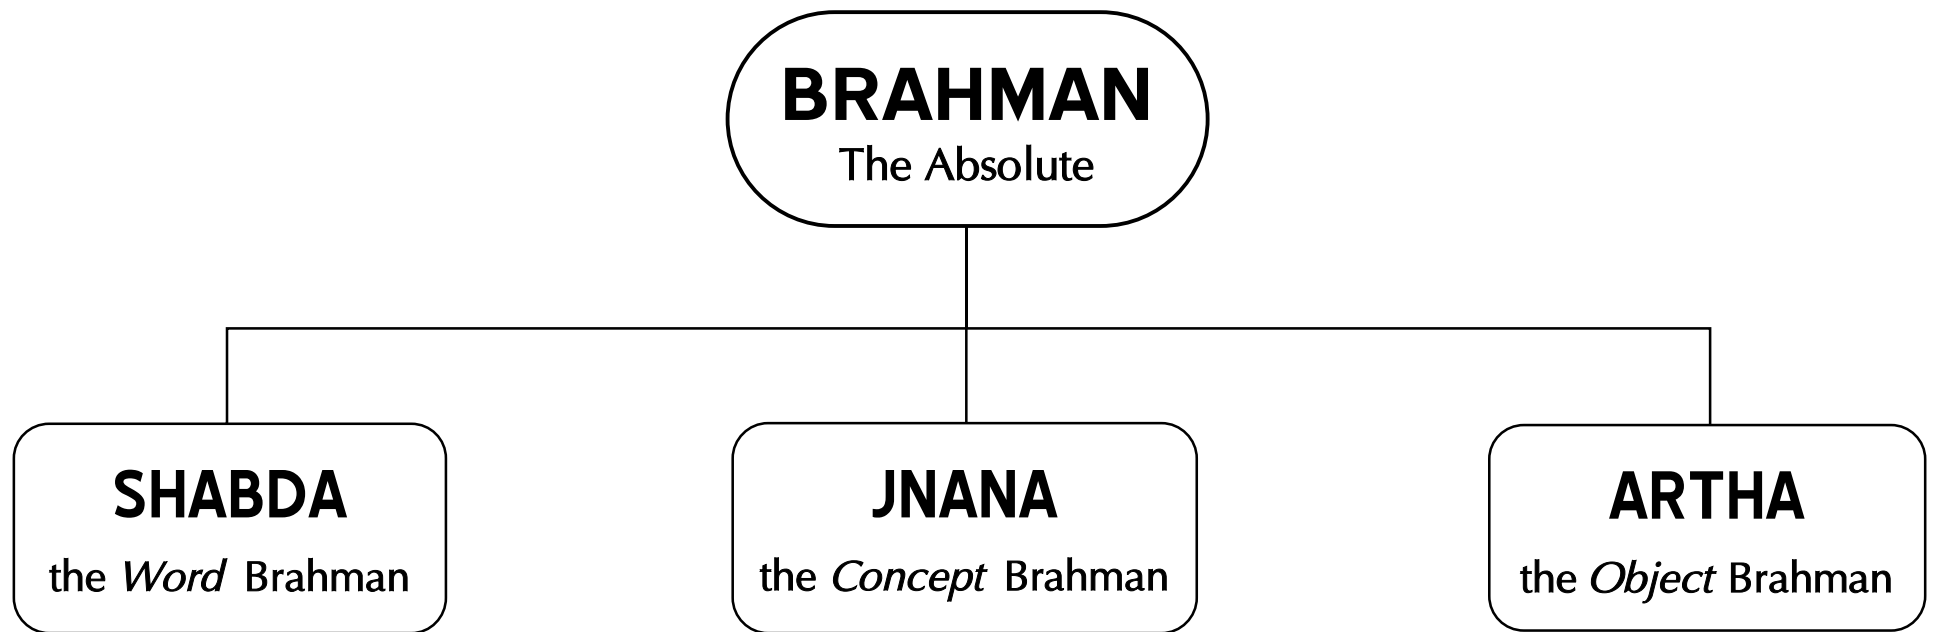 BRAHMAN
The Absolute
SHABDA
the Word Brahman
JNANA
the Concept Brahman
ARTHA
the Object Brahman